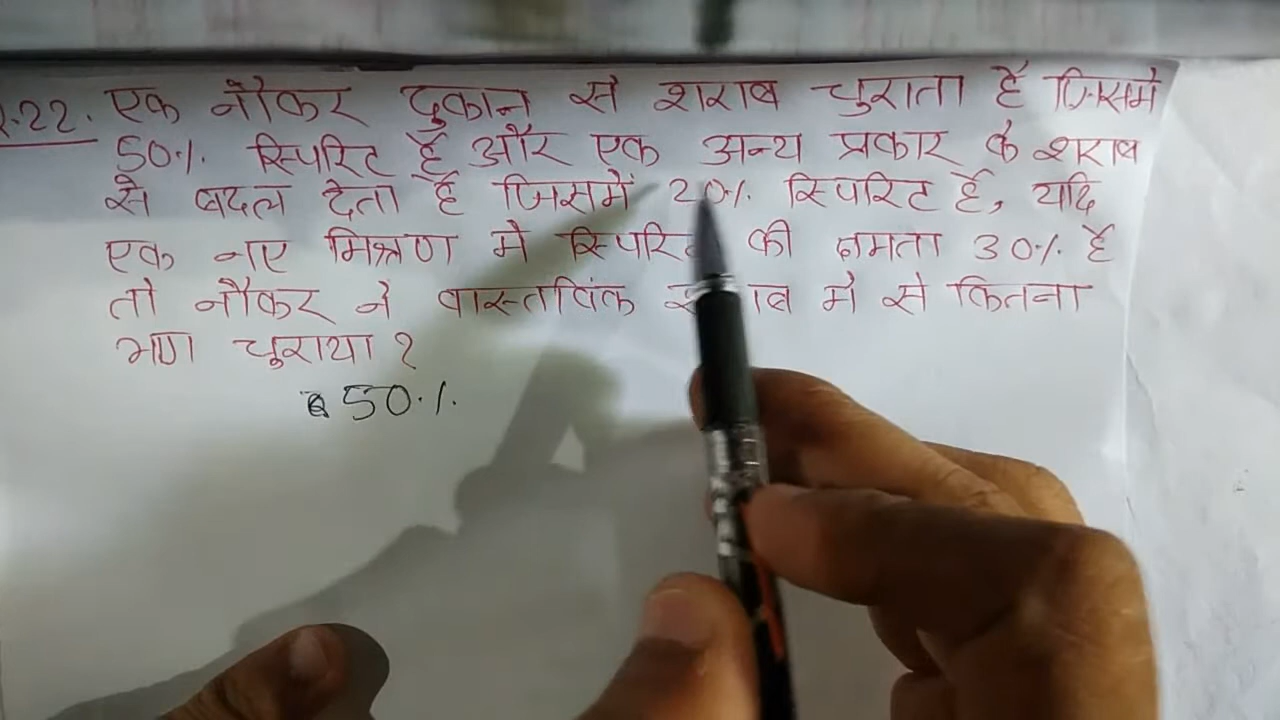 .22. एक नौकर दुकान से शराब चुराता है जिसमे
50% स्पिरिट है और एक अन्य प्रकार के शराब
से बदल देता है जिसमें 20% स्पिरिट है, यदि
एक नए मिश्रण मे स्पिरिट की क्षमता 30% है
तो नौकर ने वास्तविक में से कितना
भाग चुराया?
50%